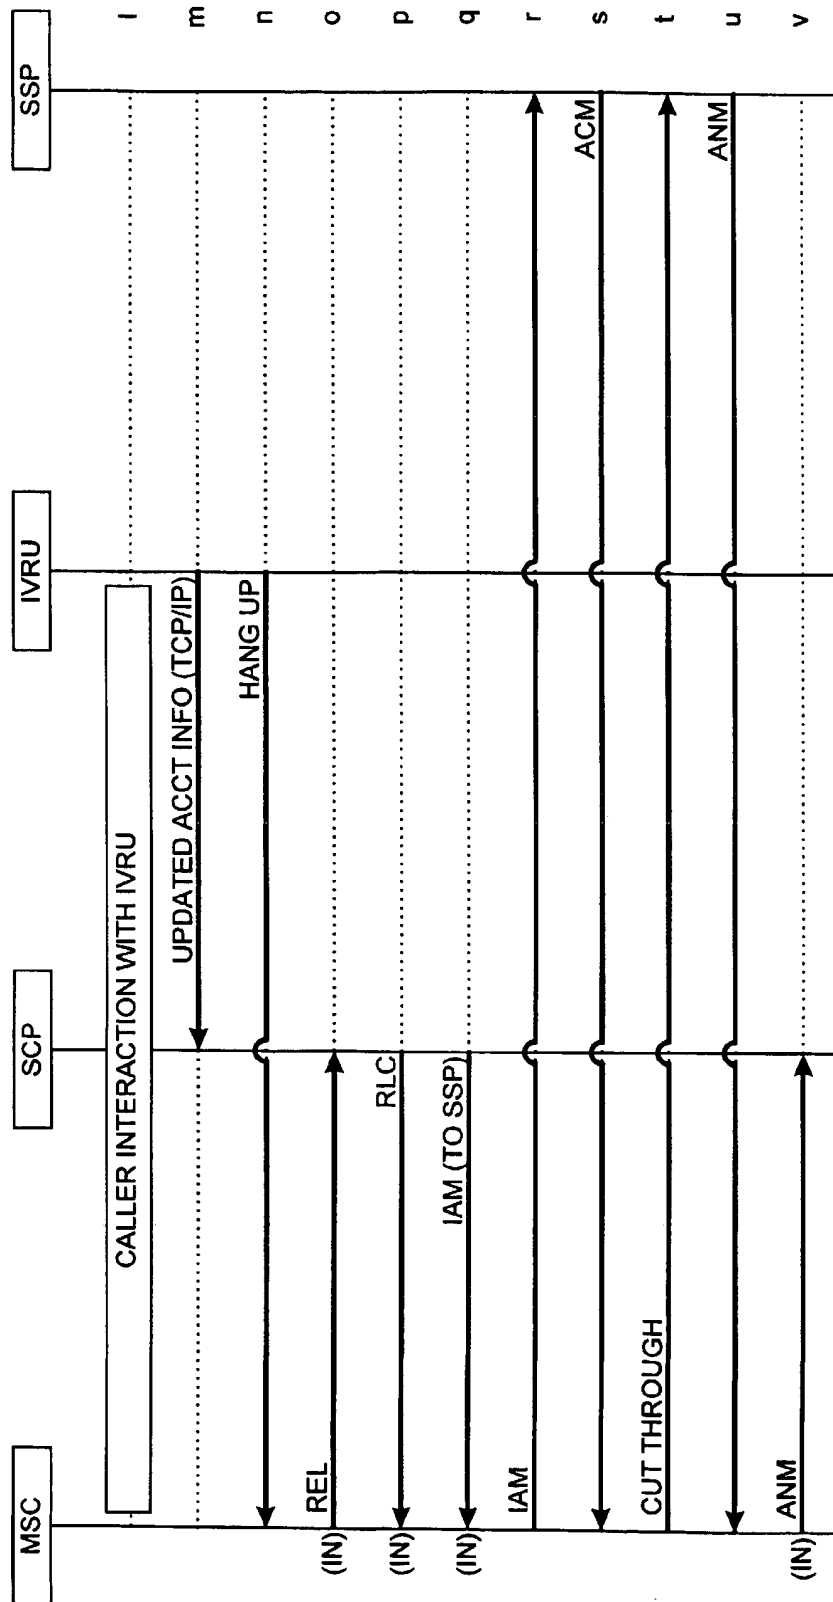 MSC
SCP
IVRU
SSP
CALLER INTERACTION WITH IVRU
l
UPDATED ACCT INFO (TCP/IP)
m
HANG UP
n
(IN)
REL
o
(IN)
RLC
p
(IN)
IAM (TO SSP)
q
IAM
r
ACM
s
CUT THROUGH
t
ANM
u
(IN)
ANM
v